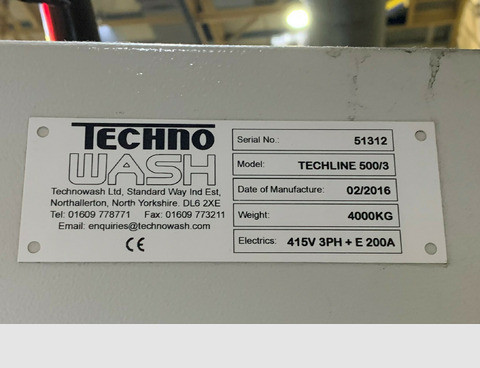 TECHNO
WASH
Technowash Ltd, Standard Way Ind Est,
Northallerton, North Yorkshire. DL6 2XE
Tel: 01609 778771 Fax: 01609 773211
Email: enquiries@technowash.com
CE
Serial No.: 51312
Model: TECHLINE 500/3
Date of Manufacture: 02/2016
Weight: 4000KG
Electrics: 415V 3PH + E 200A